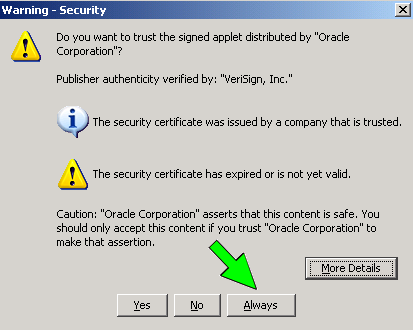 Warning - Security
Do you want to trust the signed applet distributed by "Oracle
Corporation"?
Publisher authenticity verified by: "VeriSign, Inc."
The security certificate was issued by a company that is trusted.
The security certificate has expired or is not yet valid.
Caution: "Oracle Corporation" asserts that this content is safe. You
should only accept this content if you trust "Oracle Corporation" to
make that assertion.
More Details
Yes No Always